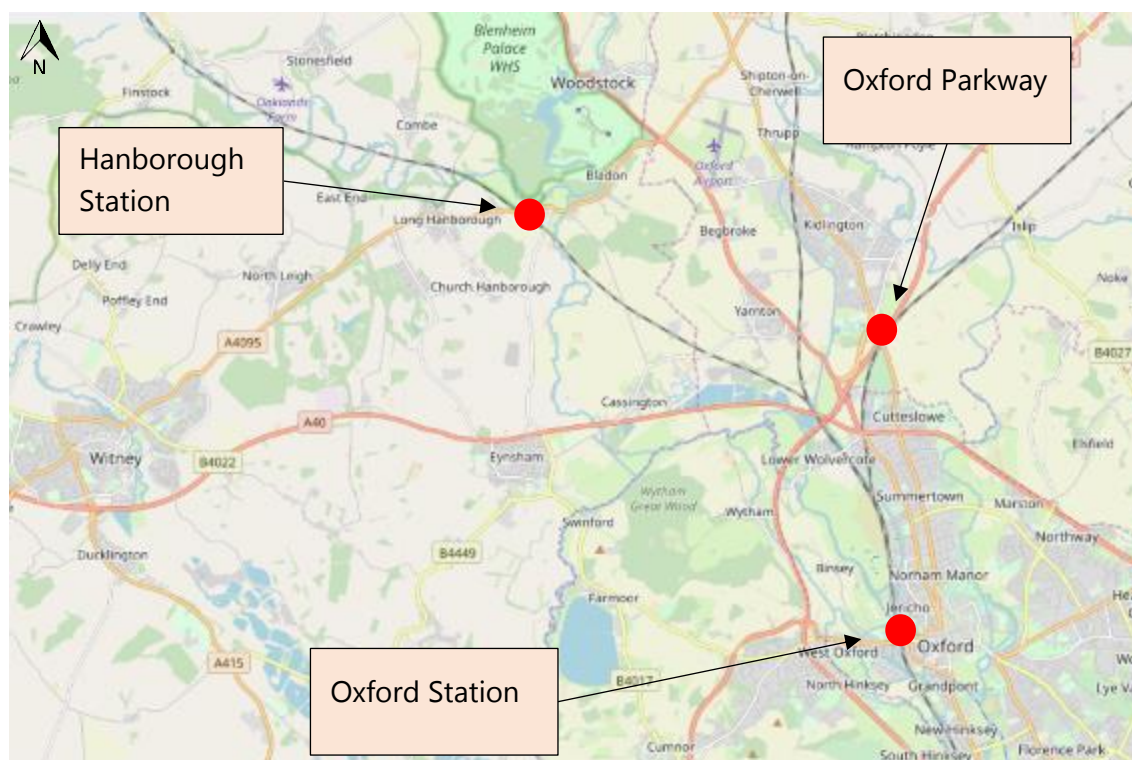 N
Stonesfield
Finstock
Oaklands
Farm
Combe
Blenheim
Palace
WHS
Woodstock
Shipton-on-
Cherwell
Thrupp
Oxford Parkway
Hanborough
Station
East End
Long Hanborough
Bladon
Oxford
Airport
Kidlington
Begbroke
Islip
Noke
Delly End
North Leigh
Church Hanborough
Poffley End
Crawley
A4095
Yarnton
B4027
Cassington
Cutteslowe
A40
Witney
B4022
Eynsham
Lower Wolvercote
Elsfield
Wytham
Great Wood
Summertown
Wytham
Marston
Swinford
Northway
Ducklington
B4449
Binsey
Norham Manor
Farmoor
Jericho
Oxford
West Oxford
A415
Oxford Station
B4017
North Hinksey
Grandpont
New Hinksey
Cumnor
South Hinksey
Florence Park